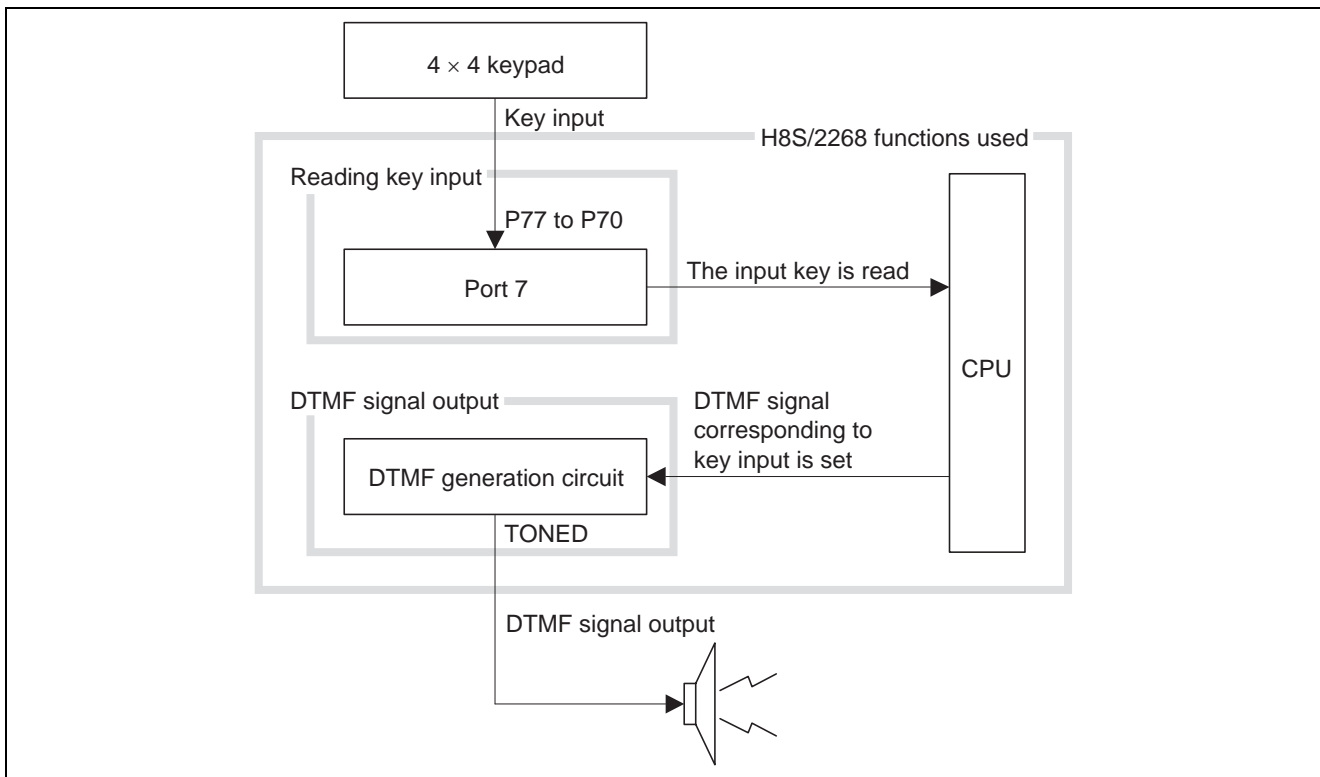 4 × 4 keypad
Key input
H8S/2268 functions used
Reading key input
P77 to P70
Port 7
The input key is read
CPU
DTMF signal output
DTMF signal
corresponding to
key input is set
DTMF generation circuit
TONED
DTMF signal output